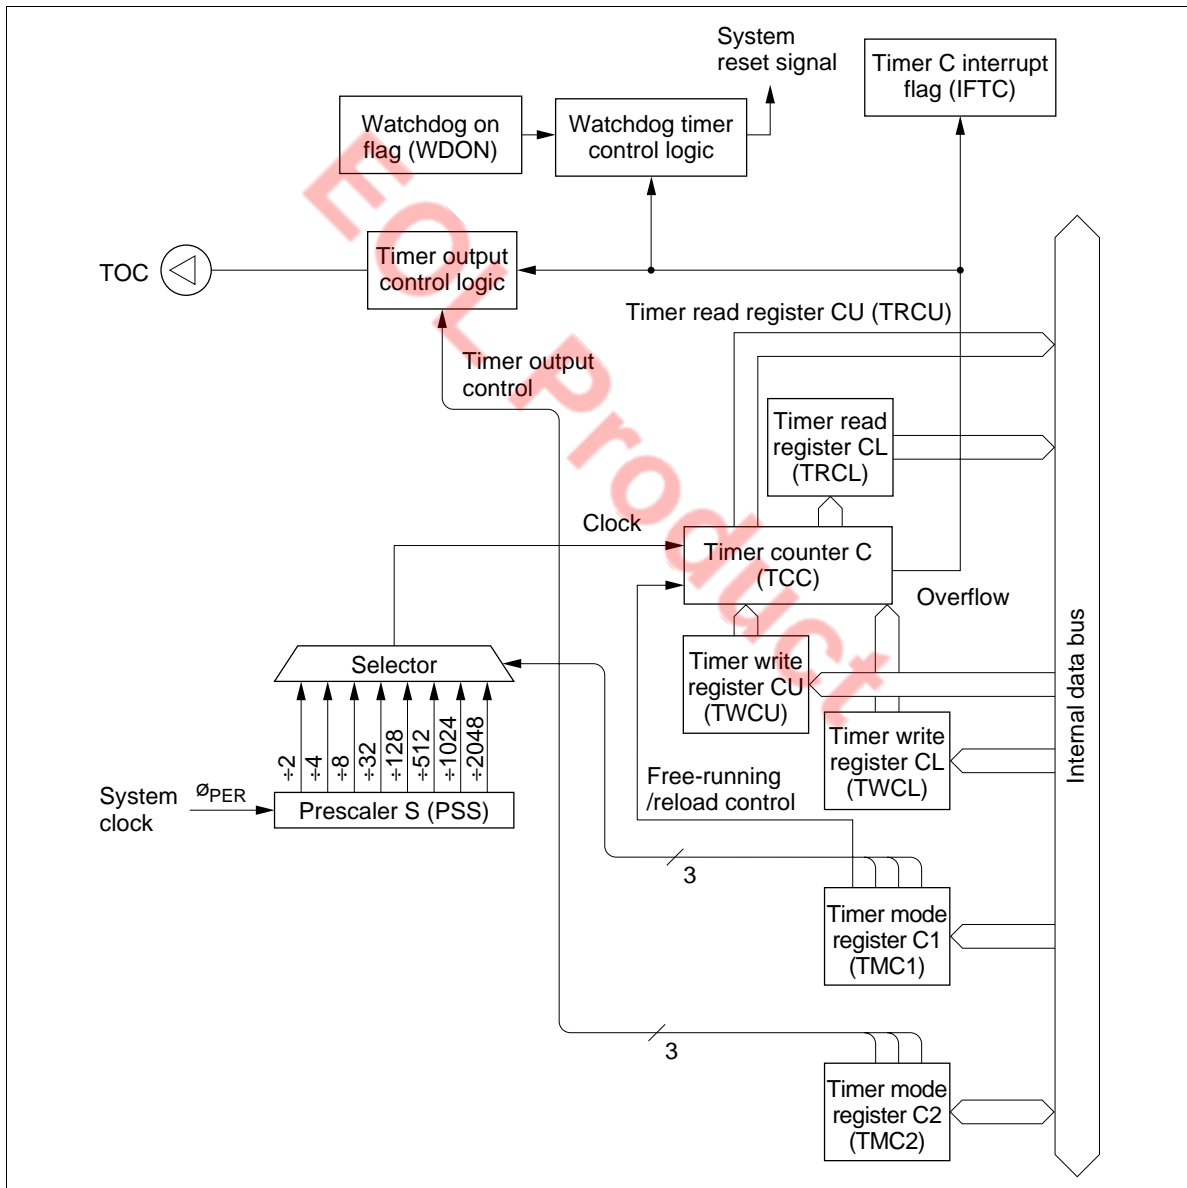 System
reset signal
Timer C interrupt
flag (IFTC)
Watchdog on
flag (WDON)
Watchdog timer
control logic
TOC
Timer output
control logic
Timer read register CU (TRCU)
Timer output
control
Timer read
register CL
(TRCL)
Clock
Timer counter C
(TCC)
Overflow
Selector
Timer write
register CU
(TWCU)
Timer write
register CL
(TWCL)
Internal data bus
÷2
÷4
÷8
÷32
÷128
÷512
÷1024
÷2048
System
clock
øPER
Prescaler S (PSS)
Free-running
/reload control
3
Timer mode
register C1
(TMC1)
3
Timer mode
register C2
(TMC2)
EOL Product